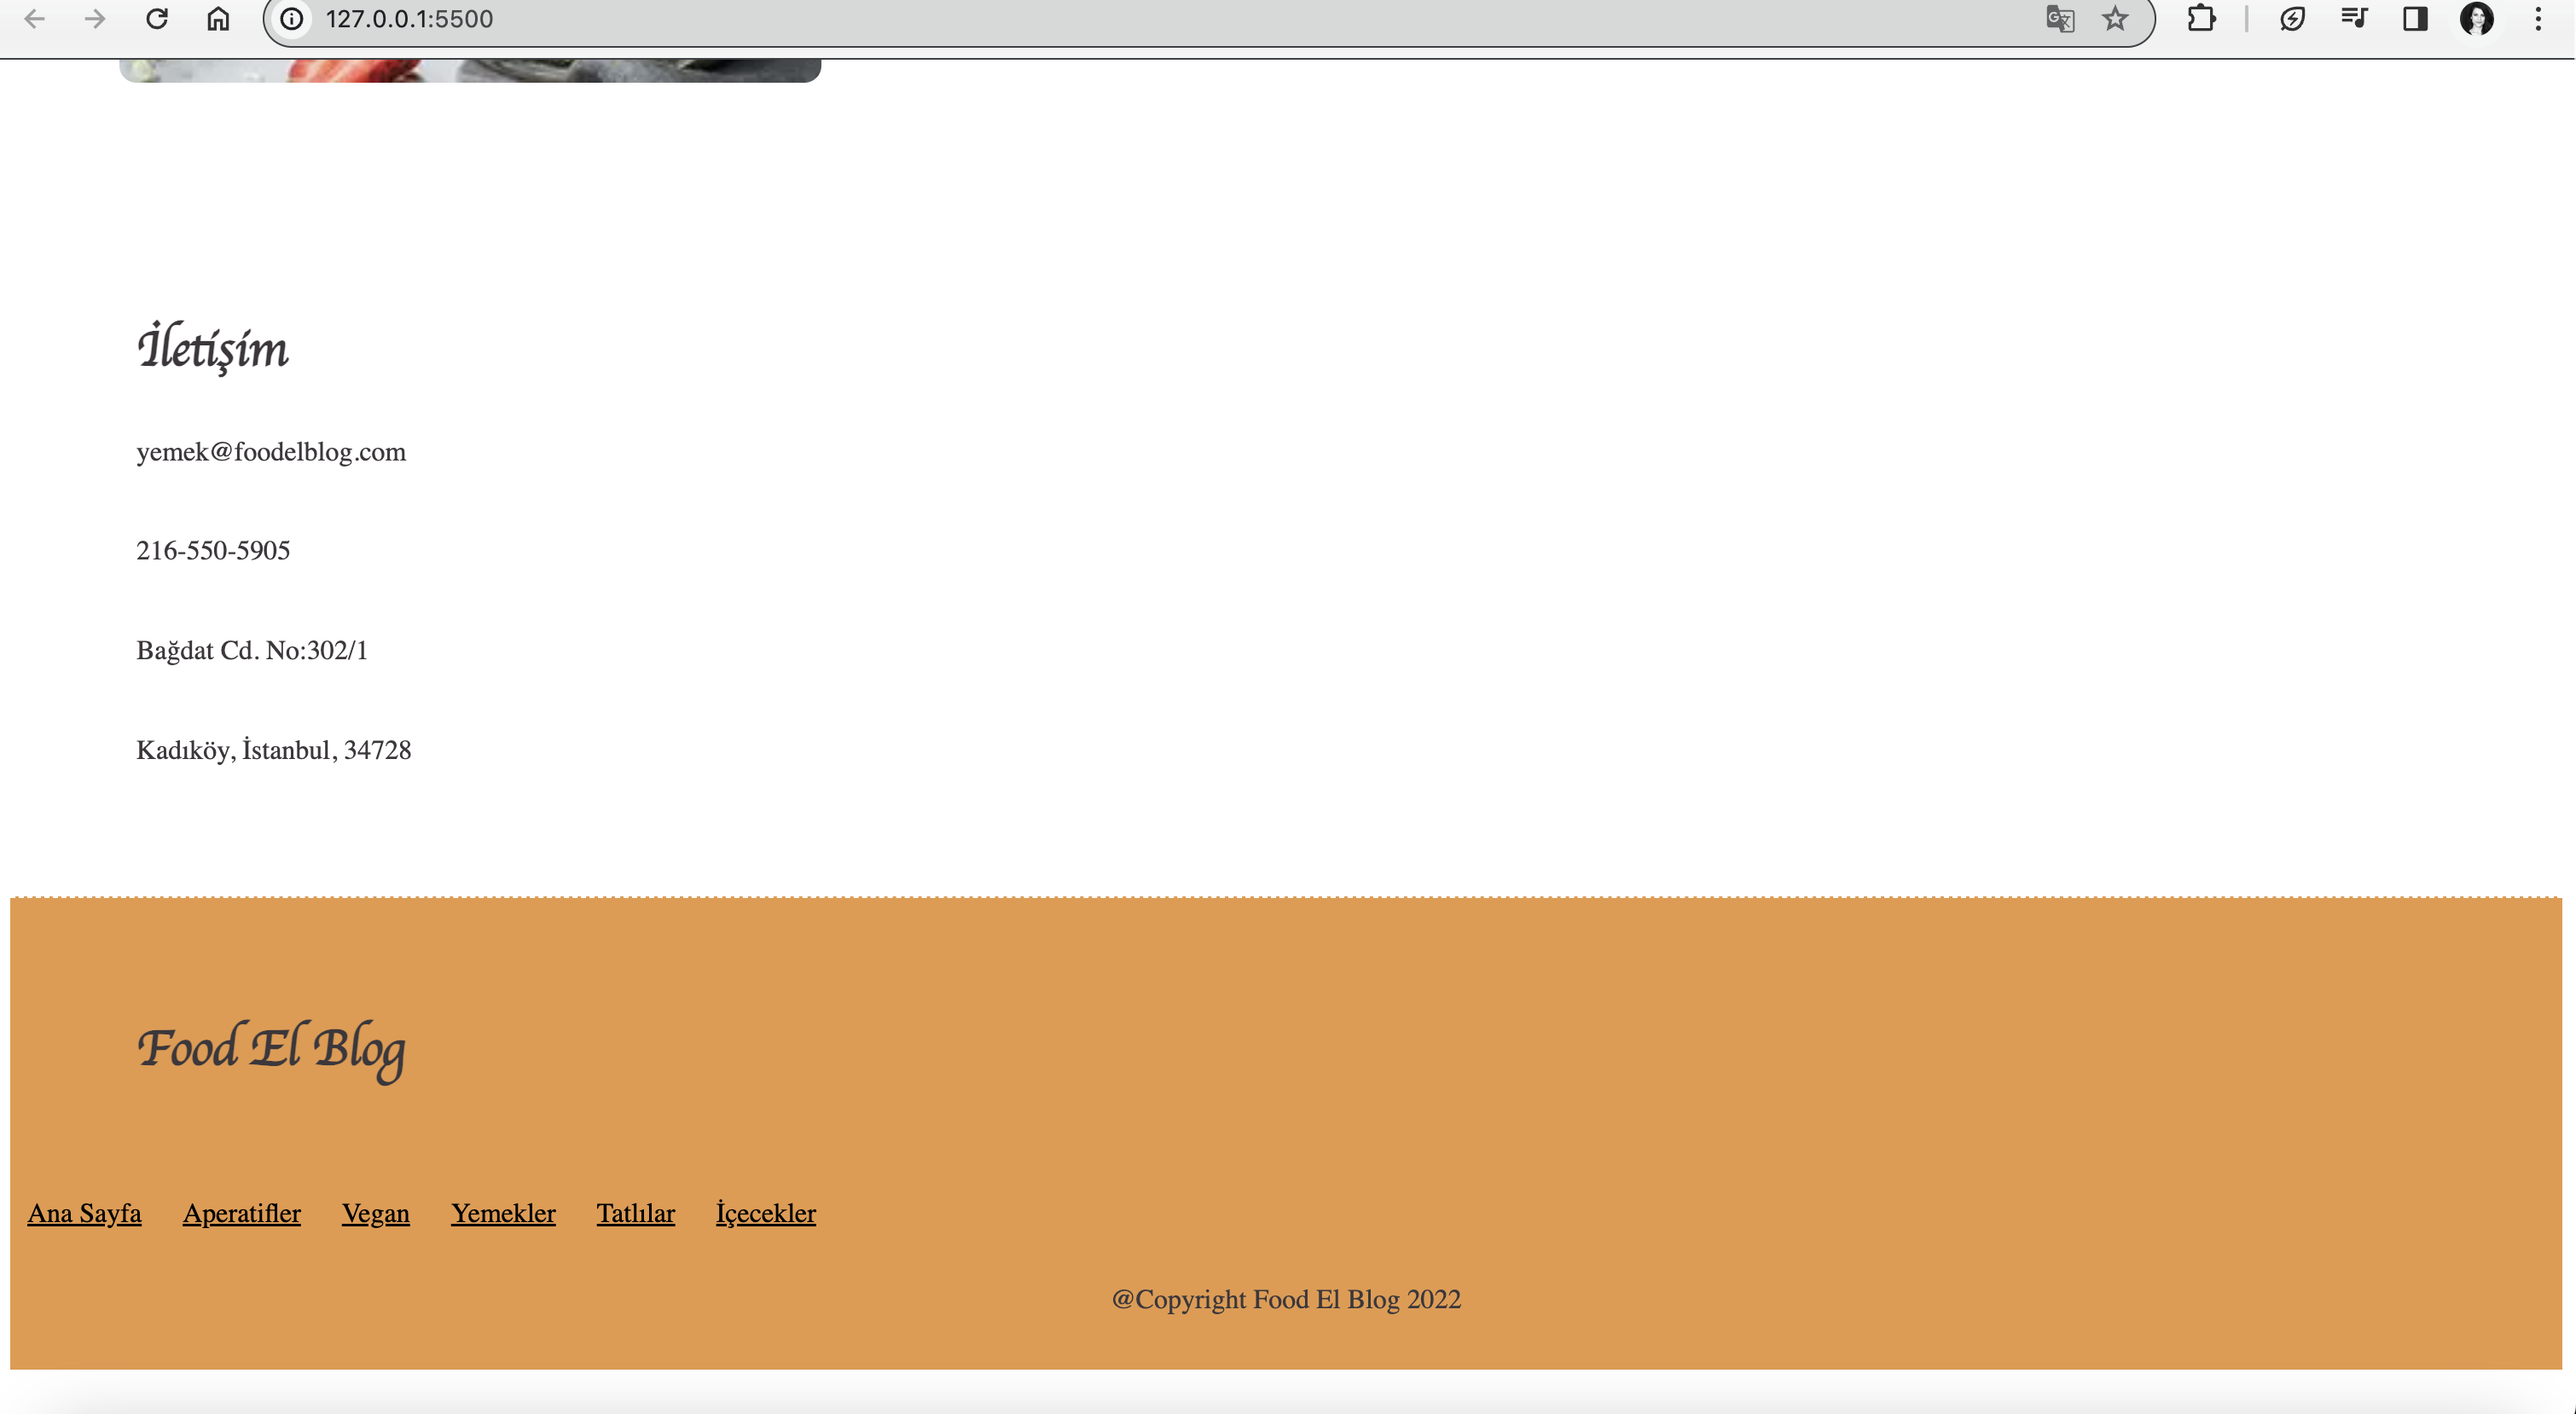 127.0.0.1:5500
İletişim
yemek@foodelblog.com
216-550-5905
Bağdat Cd. No:302/1
Kadıköy, İstanbul, 34728
Food El Blog
Ana Sayfa Aperatifler Vegan Yemekler Tatlılar İçecekler
@Copyright Food El Blog 2022